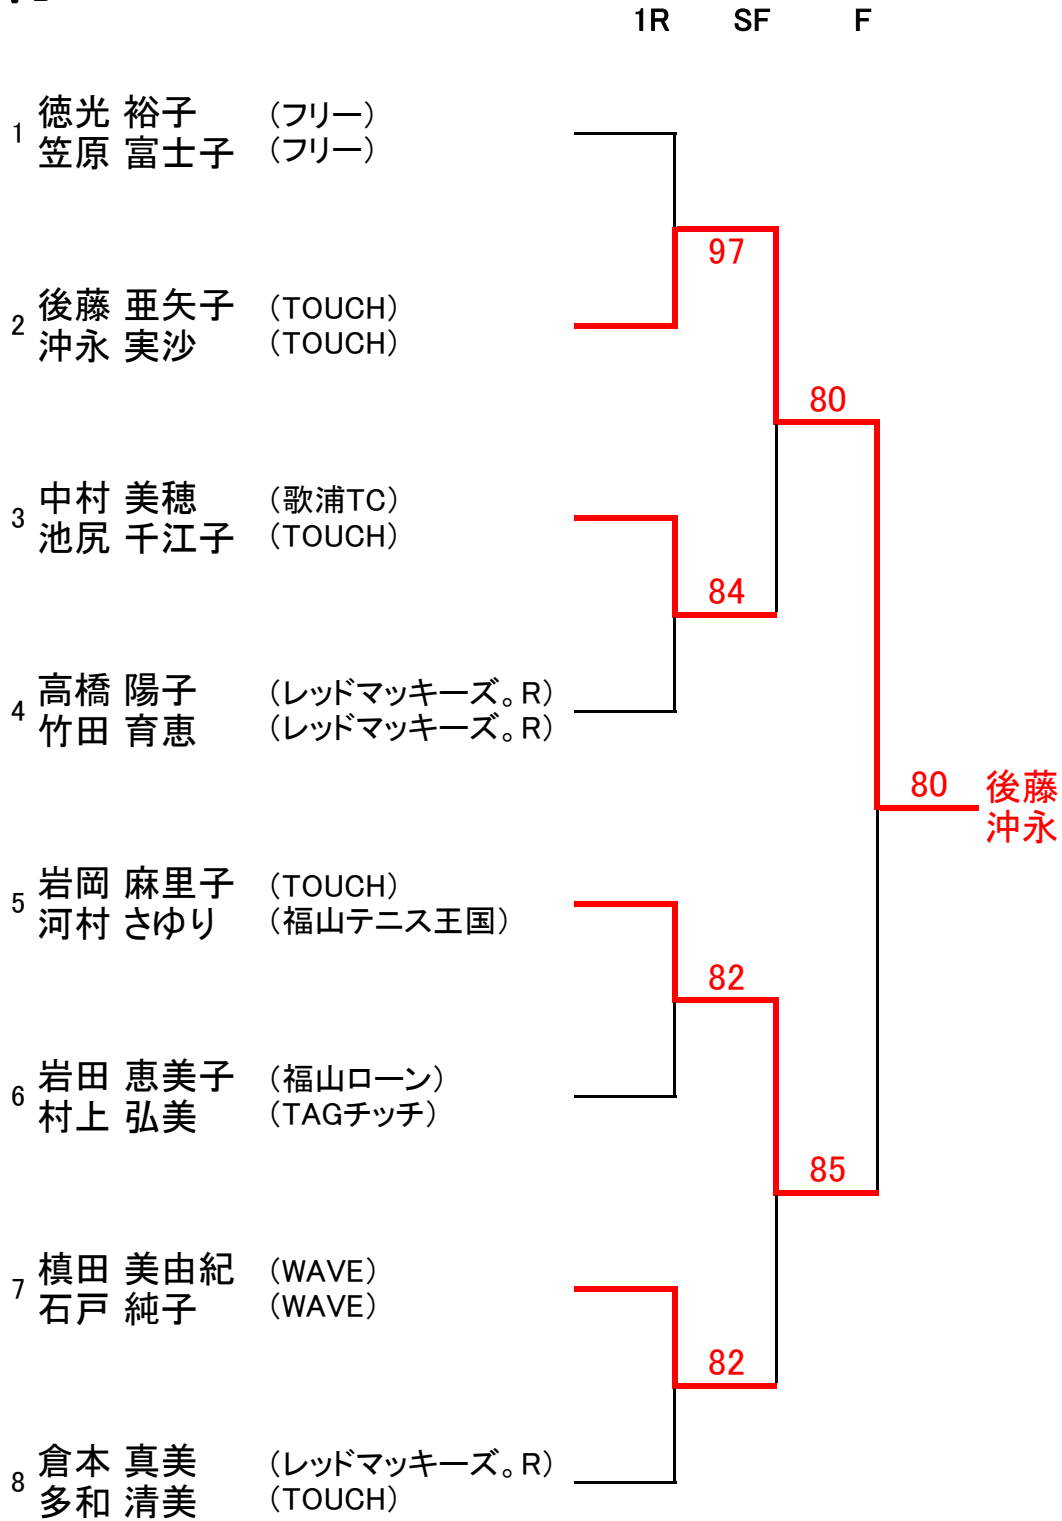 1R SF F
1 徳光 裕子 （フリー）
笠原 富士子 （フリー）
97
2 後藤 亜矢子 （TOUCH）
沖永 実沙 （TOUCH）
80
3 中村 美穂 （歌浦TC）
池尻 千江子 （TOUCH）
84
4 高橋 陽子 （レッドマッキーズ。R）
竹田 育恵 （レッドマッキーズ。R）
80 後藤
沖永
5 岩岡 麻里子 （TOUCH）
河村 さゆり （福山テニス王国）
82
6 岩田 恵美子 （福山ローン）
村上 弘美 （TAGチッチ）
85
7 槙田 美由紀 （WAVE）
石戸 純子 （WAVE）
82
8 倉本 真美 （レッドマッキーズ。R）
多和 清美 （TOUCH）